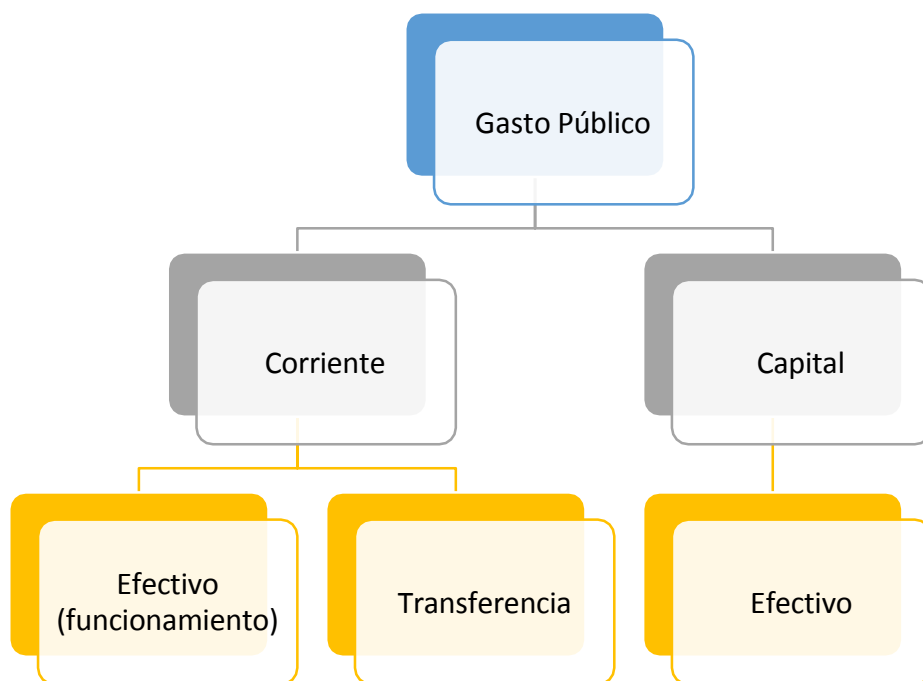 Gasto Público
Corriente
Capital
Efectivo
(funcionamiento)
Transferencia
Efectivo